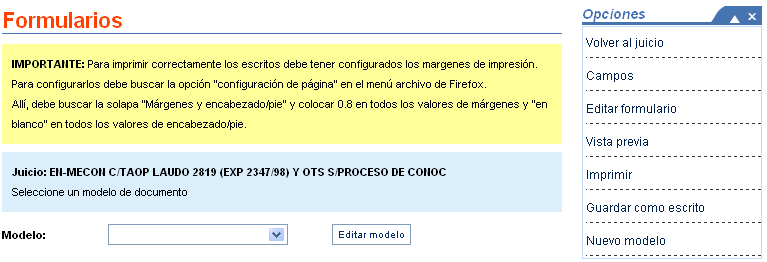 Formularios
IMPORTANTE: Para imprimir correctamente los escritos debe tener configurados los margenes de impresión.
Para configurarlos debe buscar la opción "configuración de página" en el menú archivo de Firefox.
Allí, debe buscar la solapa "Márgenes y encabezado/pie" y colocar 0.8 en todos los valores de márgenes y "en
blanco" en todos los valores de encabezado/pie.
Juicio: EN-MECON C/TAOP LAUDO 2819 (EXP 2347/98) Y OTS S/PROCESO DE CONOC
Seleccione un modelo de documento
Modelo:
Editar modelo
Opciones
Volver al juicio
Campos
Editar formulario
Vista previa
Imprimir
Guardar como escrito
Nuevo modelo